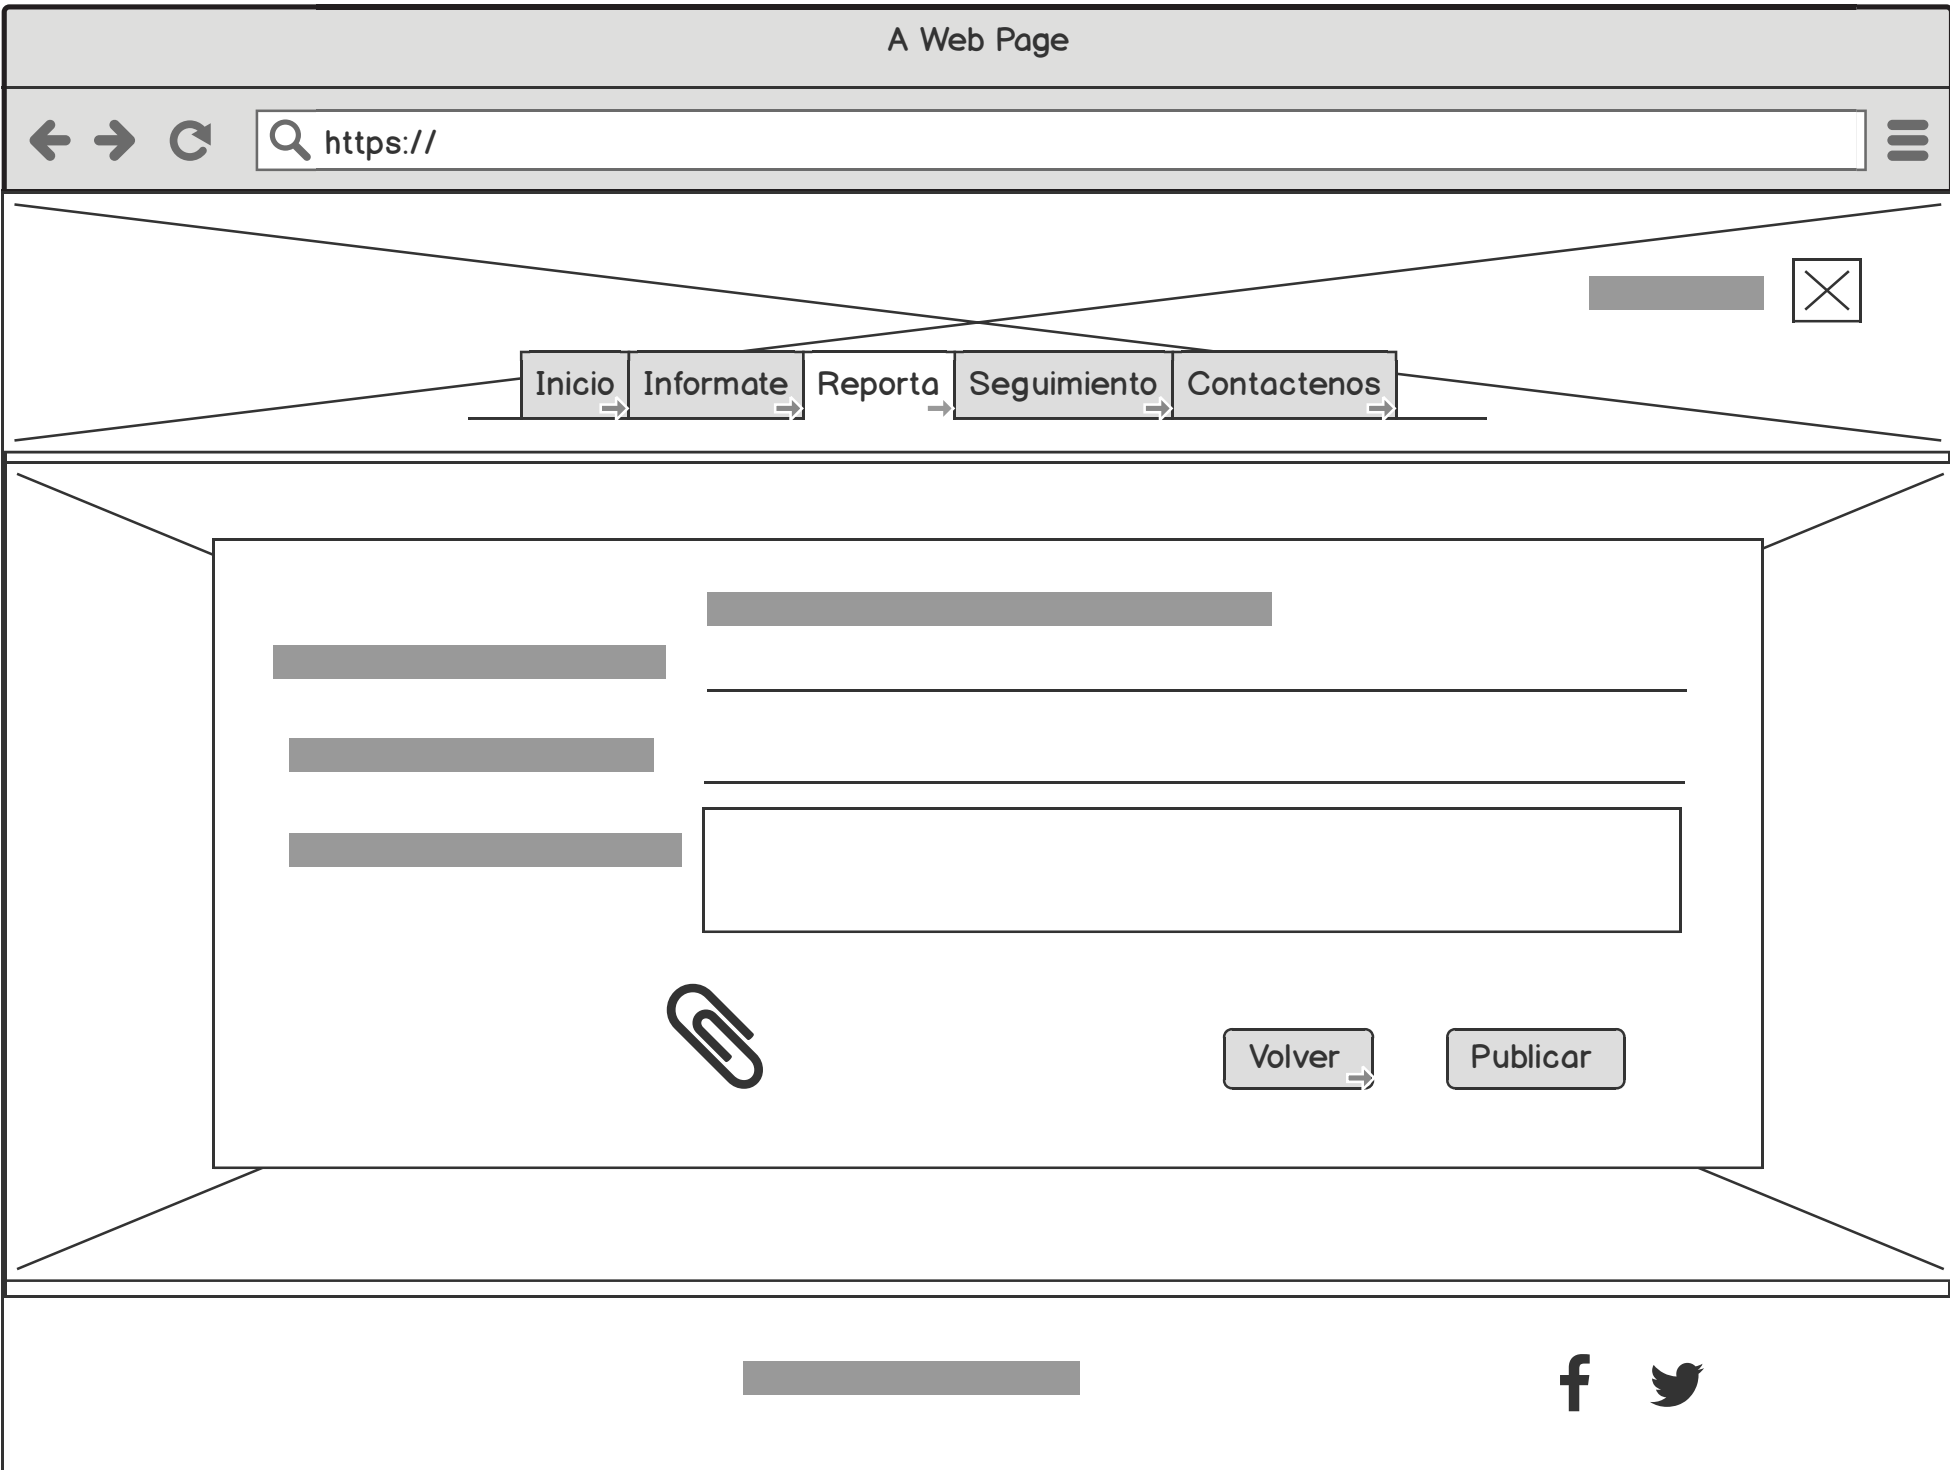 A Web Page
https://
Inicio Informate Reporta Seguimiento Contactenos
Volver Publicar